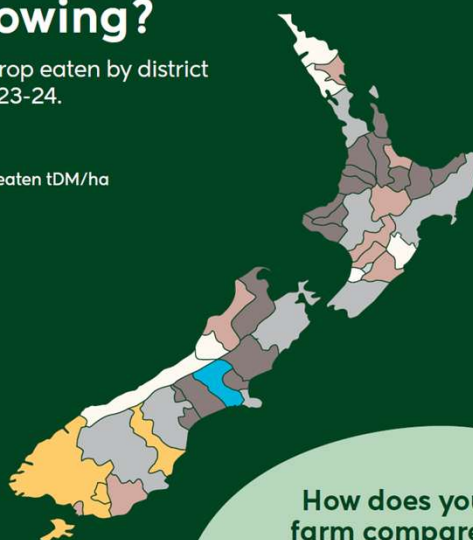 owing?
rop eaten by district
23-24.
eaten tDM/ha
How does you
farm compare